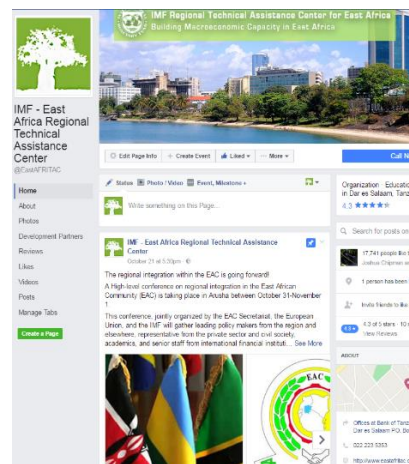 IMF Regional Technical Assistance Center for East Africa
Building Macroeconomic Capacity in East Africa
IMF - East
Africa Regional
Technical
Assistance
Center
@EastAFRITAC
Edit Page Info + Create Event Liked More
Call N
Home
About
Photos
Development Partners
Reviews
Likes
Videos
Posts
Manage Tabs
Create a Page
Status Photo / Video Event, Milestone +
Write something on this Page...
IMF - East Africa Regional Technical Assistance
Center
October 21 at 5:30pm
The regional integration within the EAC is going forward!
A High-level conference on regional integration in the East African
Community (EAC) is taking place in Arusha between October 31-November
1
This conference, jointly organized by the EAC Secretariat, the European
Union, and the IMF will gather leading policy makers from the region and
elsewhere, representative from the private sector and civil society,
academics, and senior staff from international financial instituti... See More
Organization Educatio
in Dar es Salaam, Tanz
4.3 ★★★★
Search for posts on
17,741 people like t
Joshua Chipman an
1 person has been
Invite friends to like
4.3 of 5 stars · 10
View Reviews
ABOUT
Offices at Bank of Tanz
Dar es Salaam PO. Bo
022 223 5353
http://www.eastafritac.o